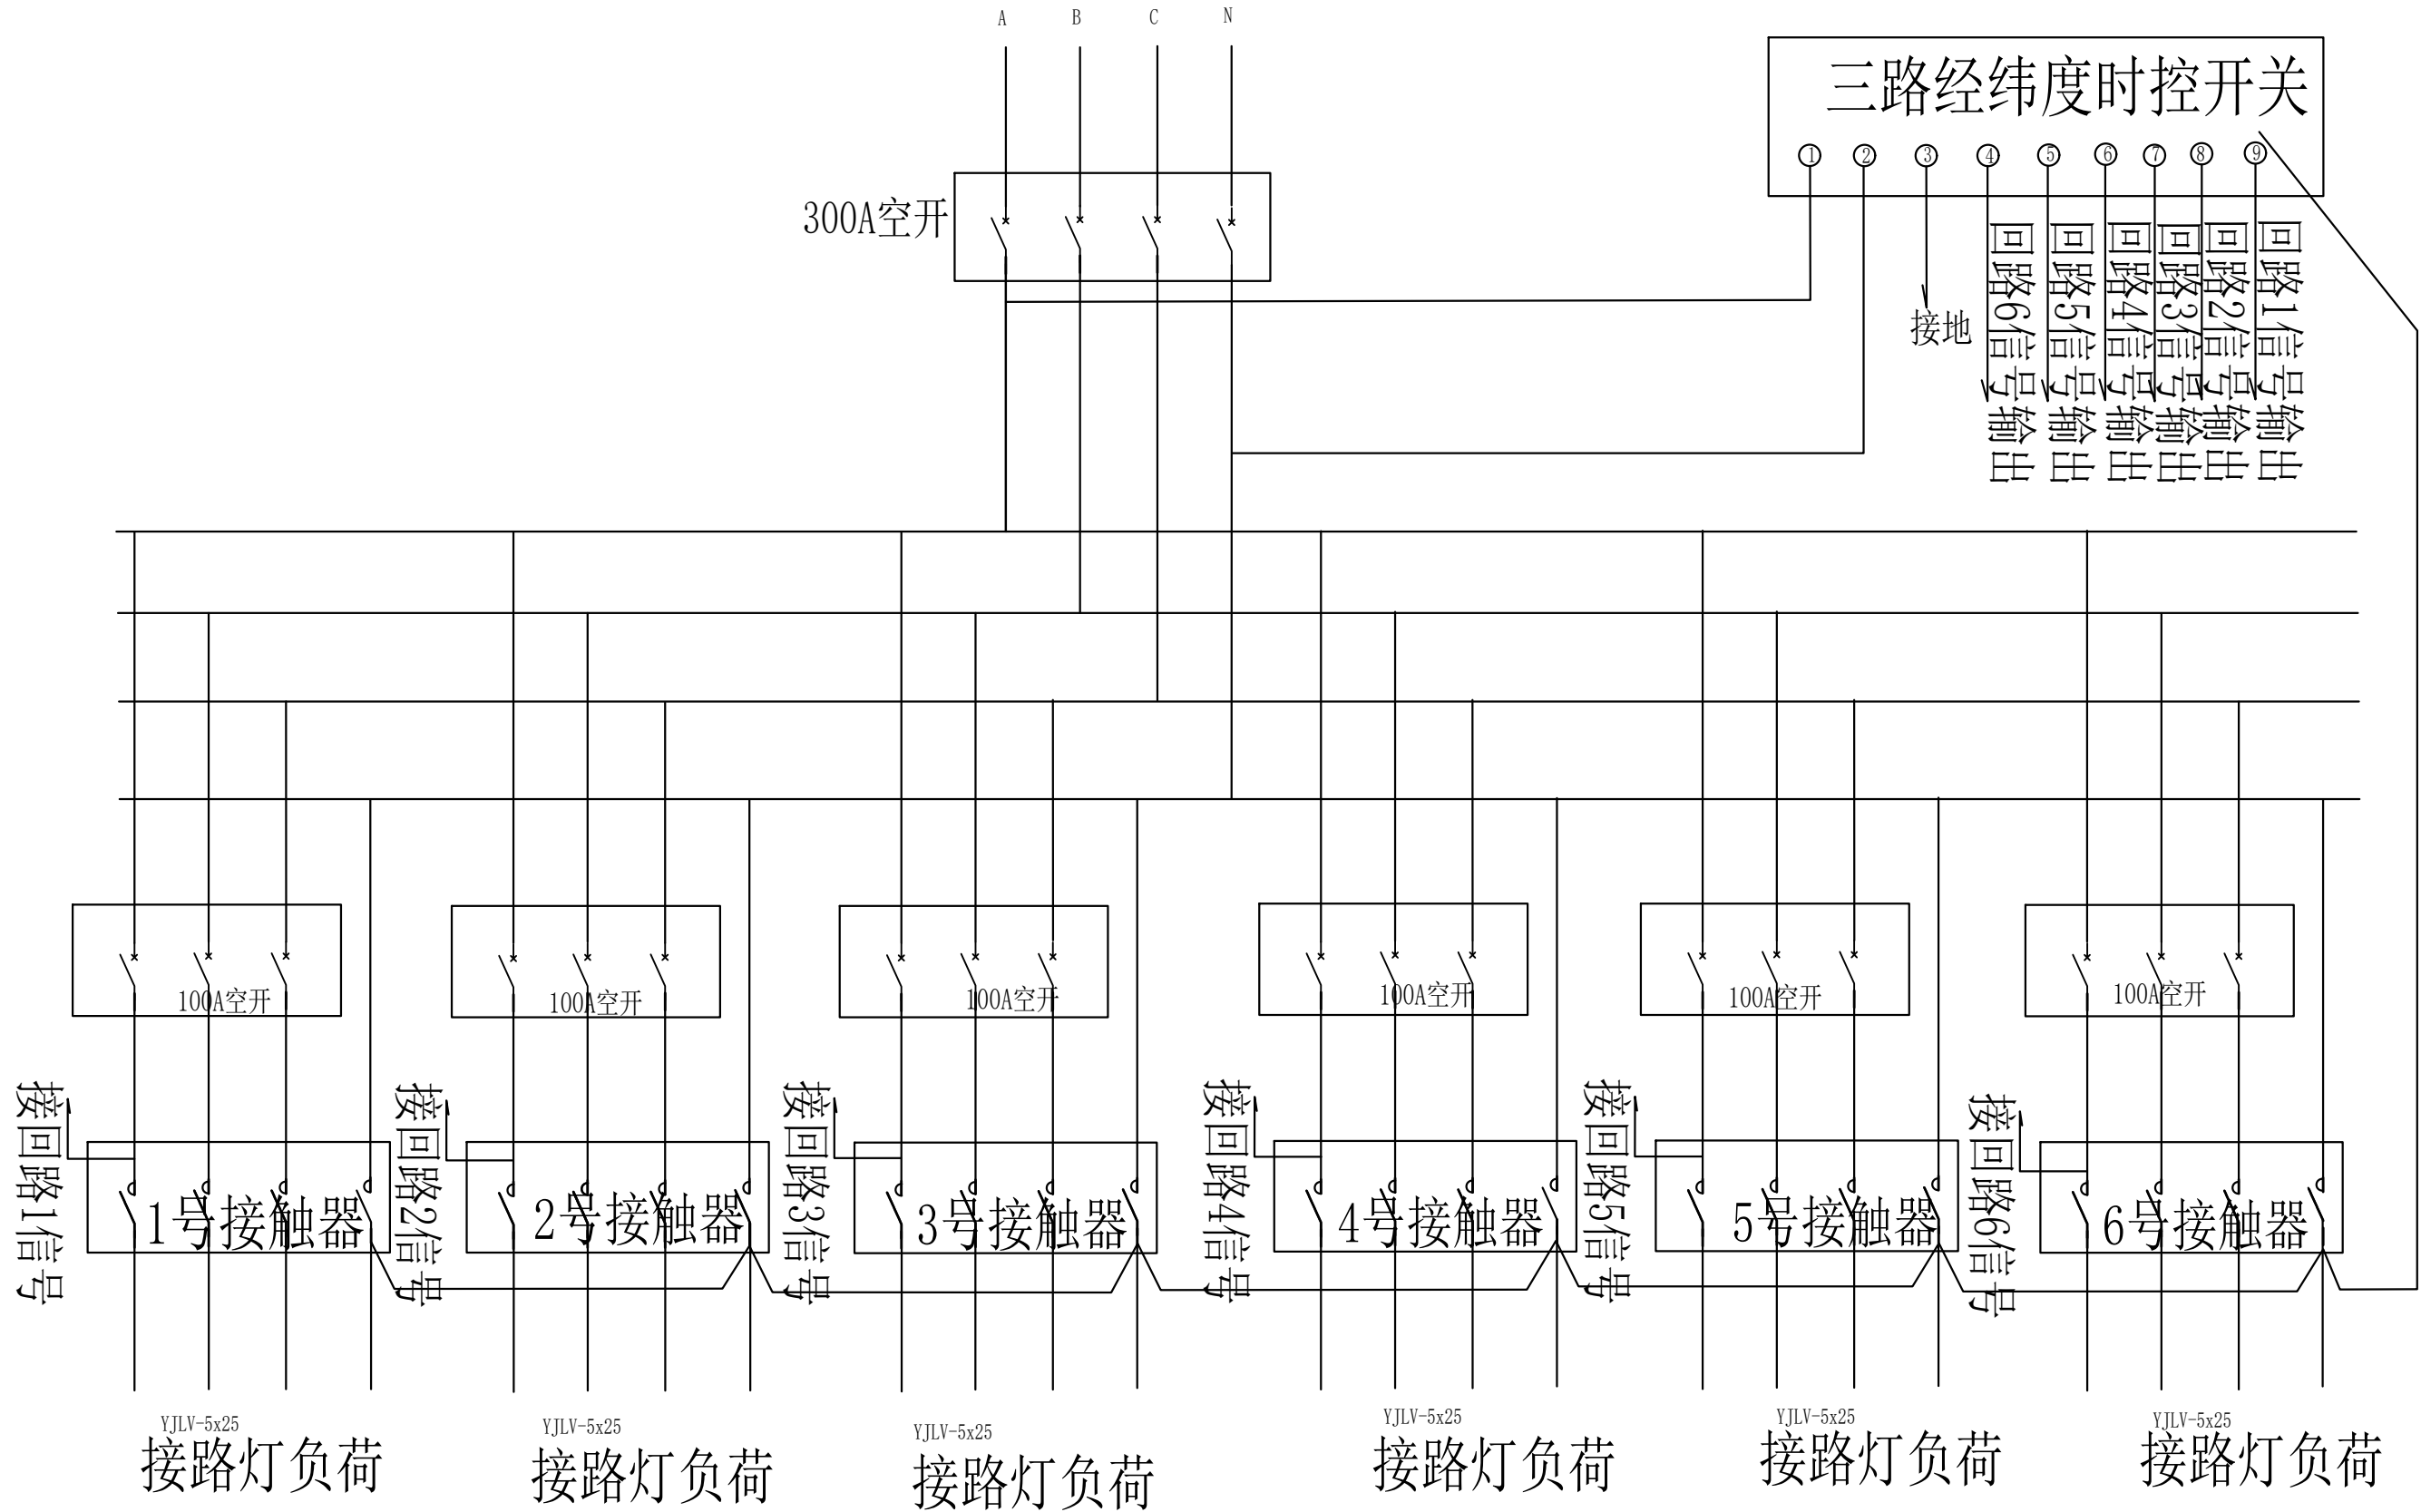 A
B
C
N
三路经纬度时控开关
1
2
3
4
5
6
7
8
9
300A空开
接地
回路6信号输出
回路5信号输出
回路4信号输出
回路3信号输出
回路2信号输出
回路1信号输出
100A空开
100A空开
100A空开
100A空开
100A空开
100A空开
接回路1信号
1号接触器
接回路2信号
2号接触器
接回路3信号
3号接触器
接回路4信号
4号接触器
接回路5信号
5号接触器
接回路6信号
6号接触器
YJLV-5x25
接路灯负荷
YJLV-5x25
接路灯负荷
YJLV-5x25
接路灯负荷
YJLV-5x25
接路灯负荷
YJLV-5x25
接路灯负荷
YJLV-5x25
接路灯负荷